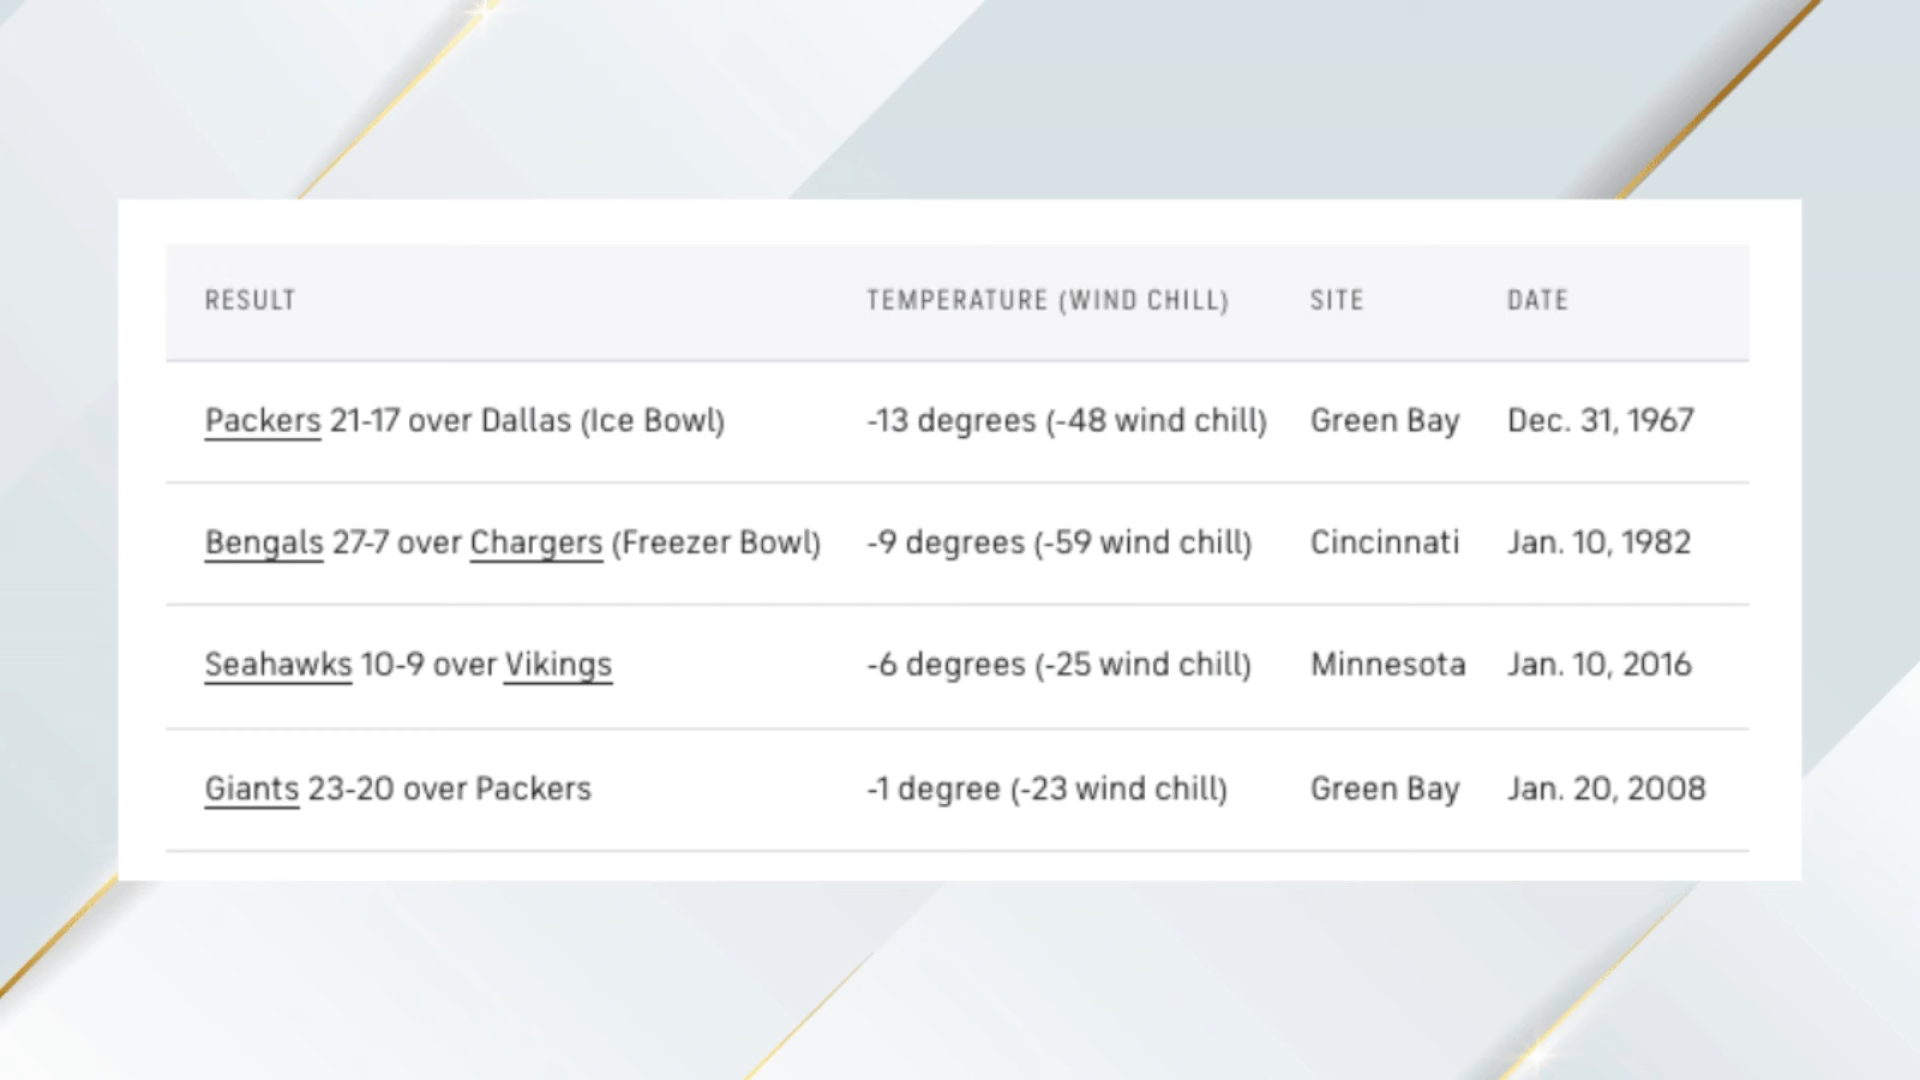 RESULT TEMPERATURE (WIND CHILL) SITE DATE
Packers 21-17 over Dallas (Ice Bowl) -13 degrees (-48 wind chill) Green Bay Dec. 31, 1967
Bengals 27-7 over Chargers (Freezer Bowl) -9 degrees (-59 wind chill) Cincinnati Jan. 10, 1982
Seahawks 10-9 over Vikings -6 degrees (-25 wind chill) Minnesota Jan. 10, 2016
Giants 23-20 over Packers -1 degree (-23 wind chill) Green Bay Jan. 20, 2008